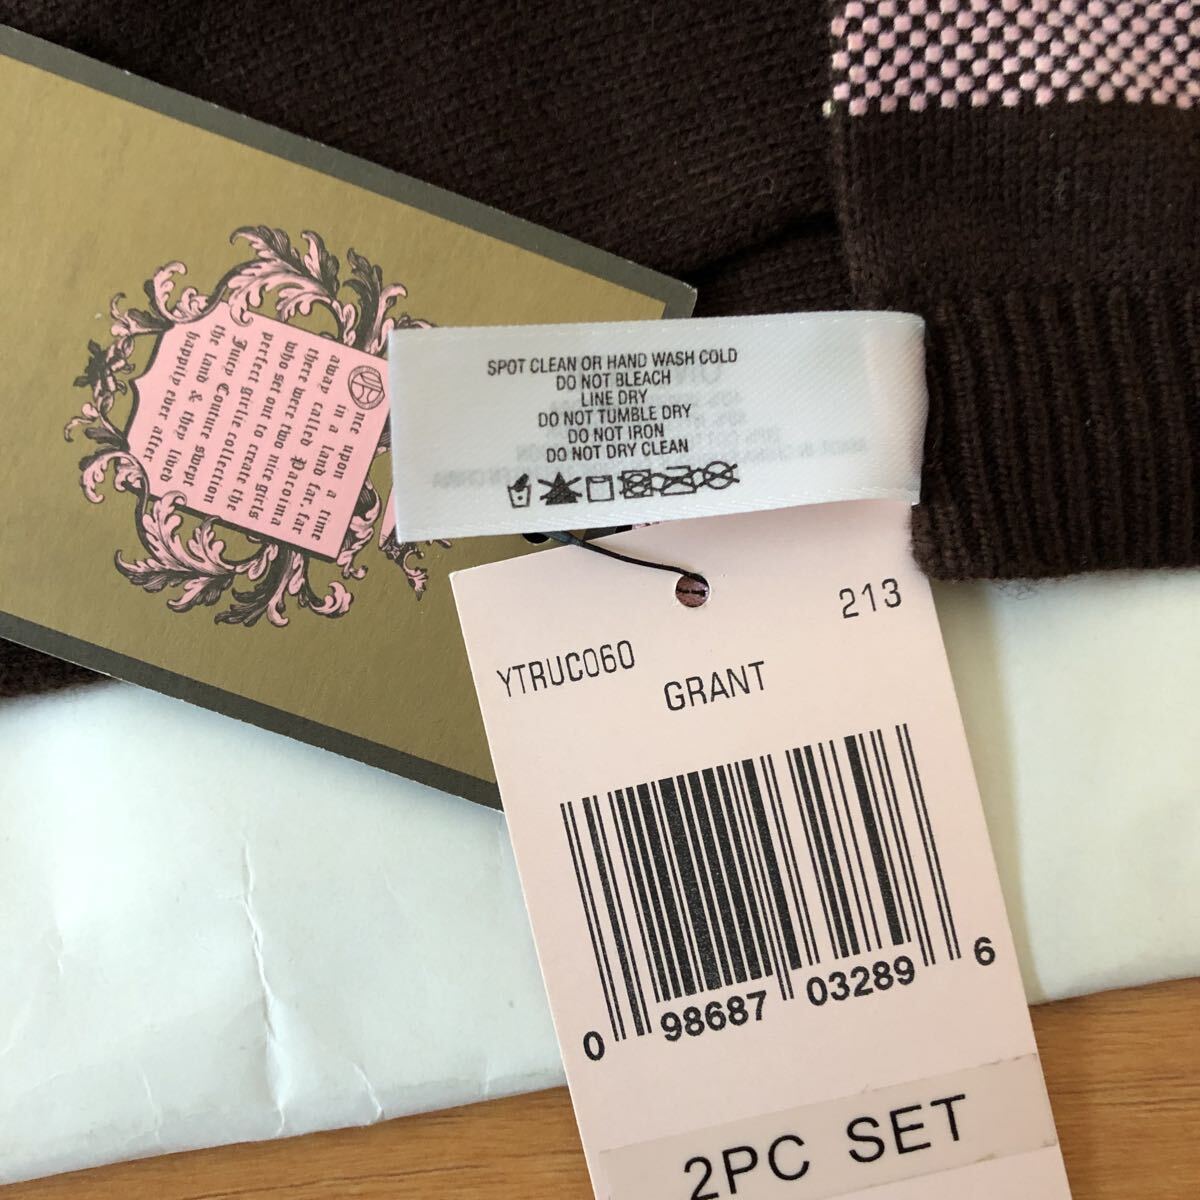 Once upon a time
in a land far, far
away called Pacoima
there were two nice girls
who set out to create the
perfect girlie collection
Juicy Couture swept
the land & they lived
happily ever after
SPOT CLEAN OR HAND WASH COLD
DO NOT BLEACH
LINE DRY
DO NOT TUMBLE DRY
DO NOT IRON
DO NOT DRY CLEAN
YTRUC060
213
GRANT
0 98687 03289 6
2PC SET